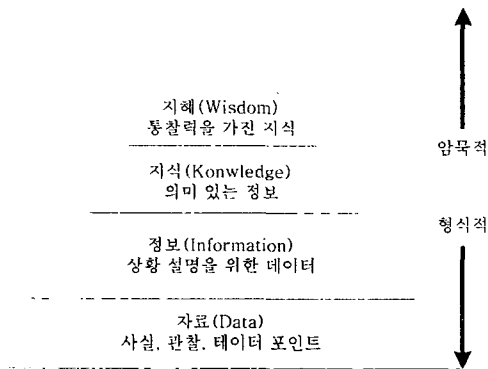 지혜(Wisdom)
통찰력을 가진 지식
암묵적
지식(Konwledge)
의미 있는 정보
형식적
정보(Information)
상황 설명을 위한 데이터
자료(Data)
사실, 관찰, 테이터 포인트